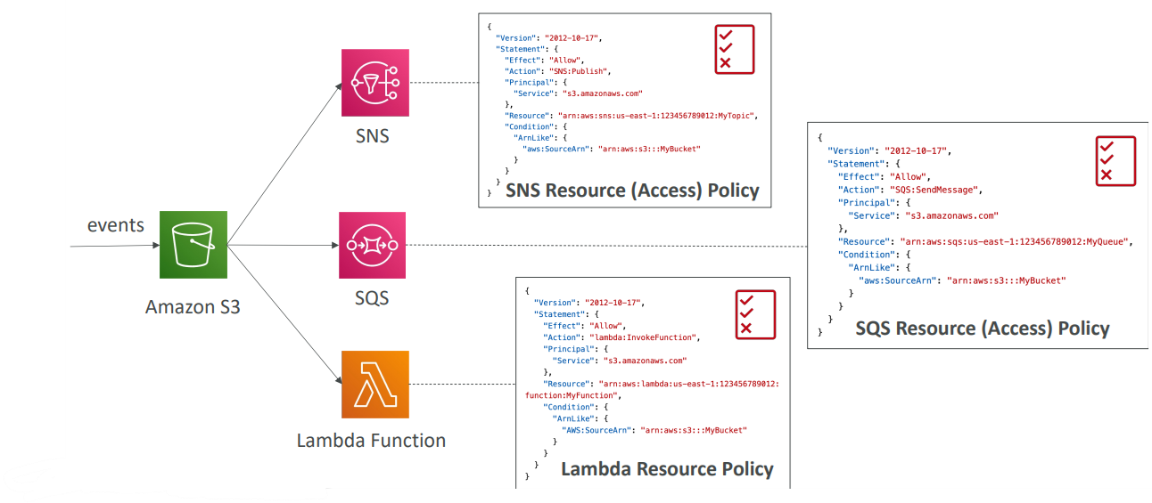 events
Amazon S3
SNS
SQS
Lambda Function
{
  "Version": "2012-10-17",
  "Statement": {
    "Effect": "Allow",
    "Action": "SNS:Publish",
    "Principal": {
      "Service": "s3.amazonaws.com"
    },
    "Resource": "arn:aws:sns:us-east-1:123456789012:MyTopic",
    "Condition": {
      "ArnLike": {
        "aws:SourceArn": "arn:aws:s3:::MyBucket"
      }
    }
  }
}
SNS Resource (Access) Policy
{
  "Version": "2012-10-17",
  "Statement": {
    "Effect": "Allow",
    "Action": "SQS:SendMessage",
    "Principal": {
      "Service": "s3.amazonaws.com"
    },
    "Resource": "arn:aws:sqs:us-east-1:123456789012:MyQueue",
    "Condition": {
      "ArnLike": {
        "aws:SourceArn": "arn:aws:s3:::MyBucket"
      }
    }
  }
}
SQS Resource (Access) Policy
{
  "Version": "2012-10-17",
  "Statement": {
    "Effect": "Allow",
    "Action": "lambda:InvokeFunction",
    "Principal": {
      "Service": "s3.amazonaws.com"
    },
    "Resource": "arn:aws:lambda:us-east-1:123456789012:
function:MyFunction",
    "Condition": {
      "ArnLike": {
        "AWS:SourceArn": "arn:aws:s3:::MyBucket"
      }
    }
  }
}
Lambda Resource Policy